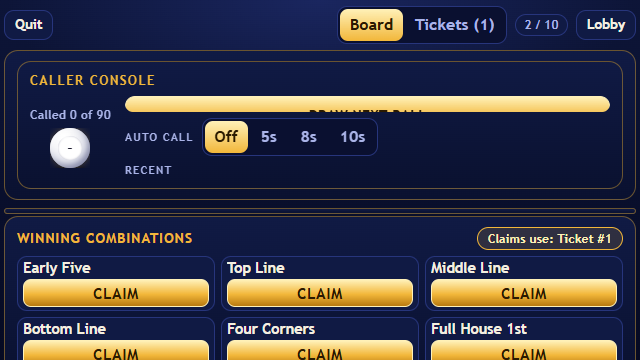 Quit
Board
Tickets (1)
2 / 10
Lobby
CALLER CONSOLE
Called 0 of 90
-
AUTO CALL
Off
5s
8s
10s
RECENT
WINNING COMBINATIONS
Claims use: Ticket #1
Early Five
Top Line
Middle Line
CLAIM
CLAIM
CLAIM
Bottom Line
Four Corners
Full House 1st
CLAIM
CLAIM
CLAIM